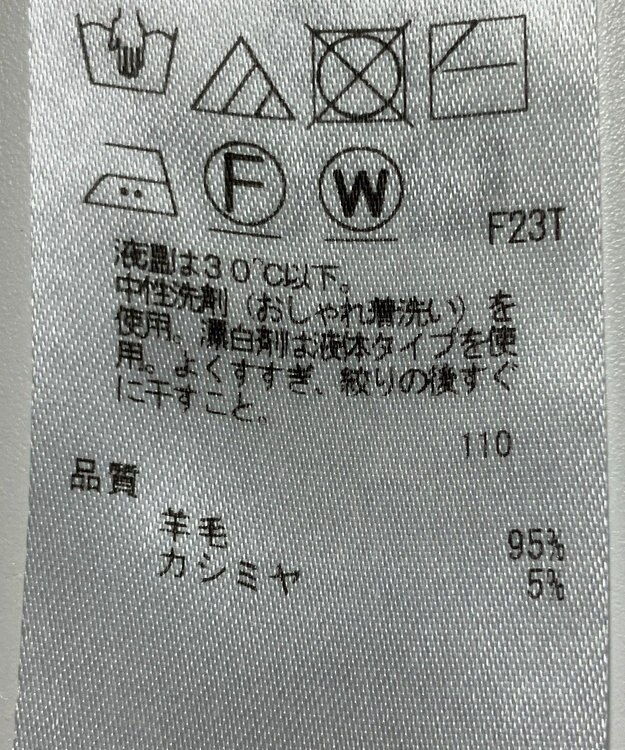 F W
F23T
液温は30℃以下。
中性洗剤（おしゃれ着洗い）を
使用。漂白剤は液体タイプを使
用。よくすすぎ、絞りの後すぐ
に干すこと。
110
品質
羊毛 95%
カシミヤ 5%